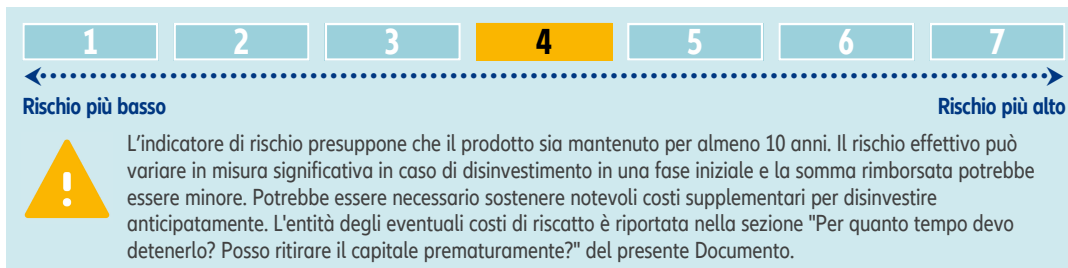 1 2 3 4 5 6 7
Rischio più basso Rischio più alto
L'indicatore di rischio presuppone che il prodotto sia mantenuto per almeno 10 anni. Il rischio effettivo può
variare in misura significativa in caso di disinvestimento in una fase iniziale e la somma rimborsata potrebbe
essere minore. Potrebbe essere necessario sostenere notevoli costi supplementari per disinvestire
anticipatamente. L'entità degli eventuali costi di riscatto è riportata nella sezione "Per quanto tempo devo
detenerlo? Posso ritirare il capitale prematuramente?" del presente Documento.